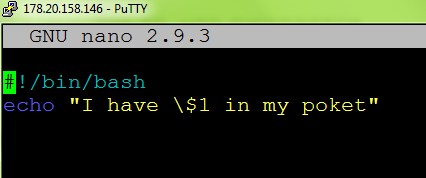 178.20.158.146 - PuTTY
GNU nano 2.9.3
#!/bin/bash
echo "I have \$1 in my poket"